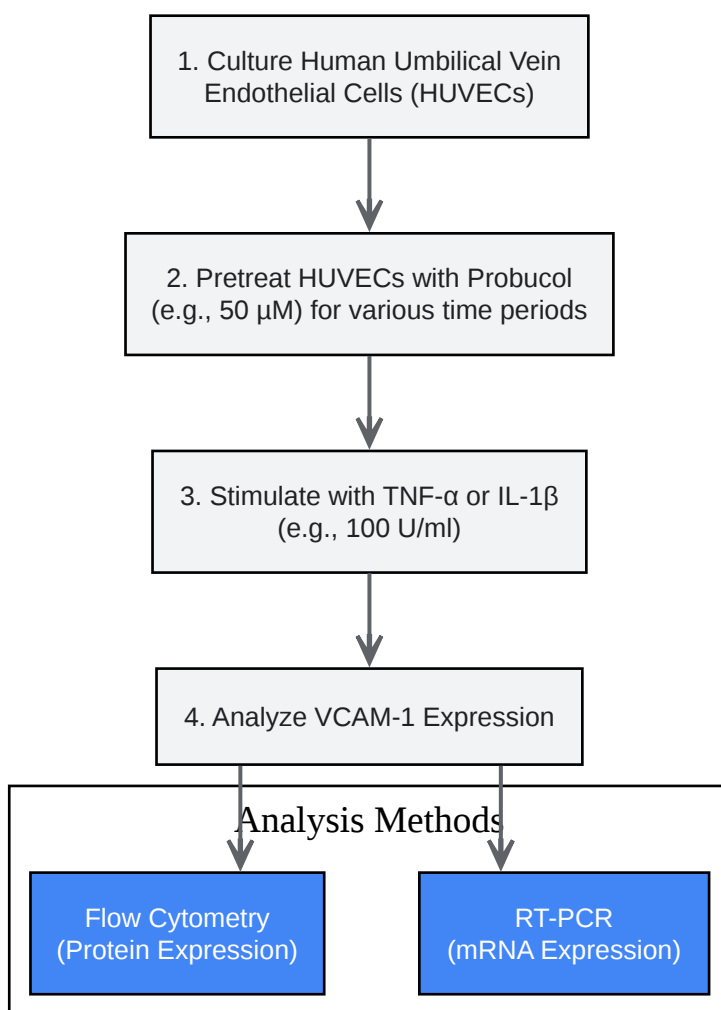 1. Culture Human Umbilical Vein
Endothelial Cells (HUVECs)
2. Pretreat HUVECs with Probucol
(e.g., 50 µM) for various time periods
3. Stimulate with TNF-α or IL-1β
(e.g., 100 U/ml)
4. Analyze VCAM-1 Expression
Analysis Methods
Flow Cytometry
(Protein Expression)
RT-PCR
(mRNA Expression)